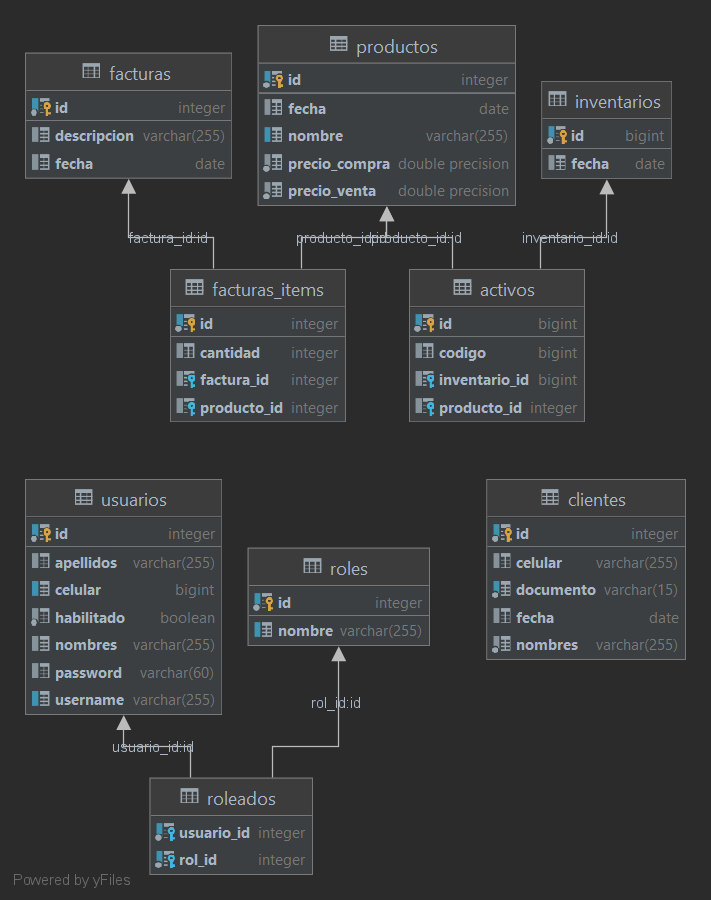 facturas
id integer
descripcion varchar(255)
fecha date
productos
id integer
fecha date
nombre varchar(255)
precio_compra double precision
precio_venta double precision
inventarios
id bigint
fecha date
factura_id:id
producto_id:id
producto_id:id
inventario_id:id
facturas_items
id integer
cantidad integer
factura_id integer
producto_id integer
activos
id bigint
codigo bigint
inventario_id bigint
producto_id integer
usuarios
id integer
apellidos varchar(255)
celular bigint
habilitado boolean
nombres varchar(255)
password varchar(60)
username varchar(255)
roles
id integer
nombre varchar(255)
clientes
id integer
celular varchar(255)
documento varchar(15)
fecha date
nombres varchar(255)
rol_id:id
usuario_id:id
roleados
usuario_id integer
rol_id integer
Powered by yFiles